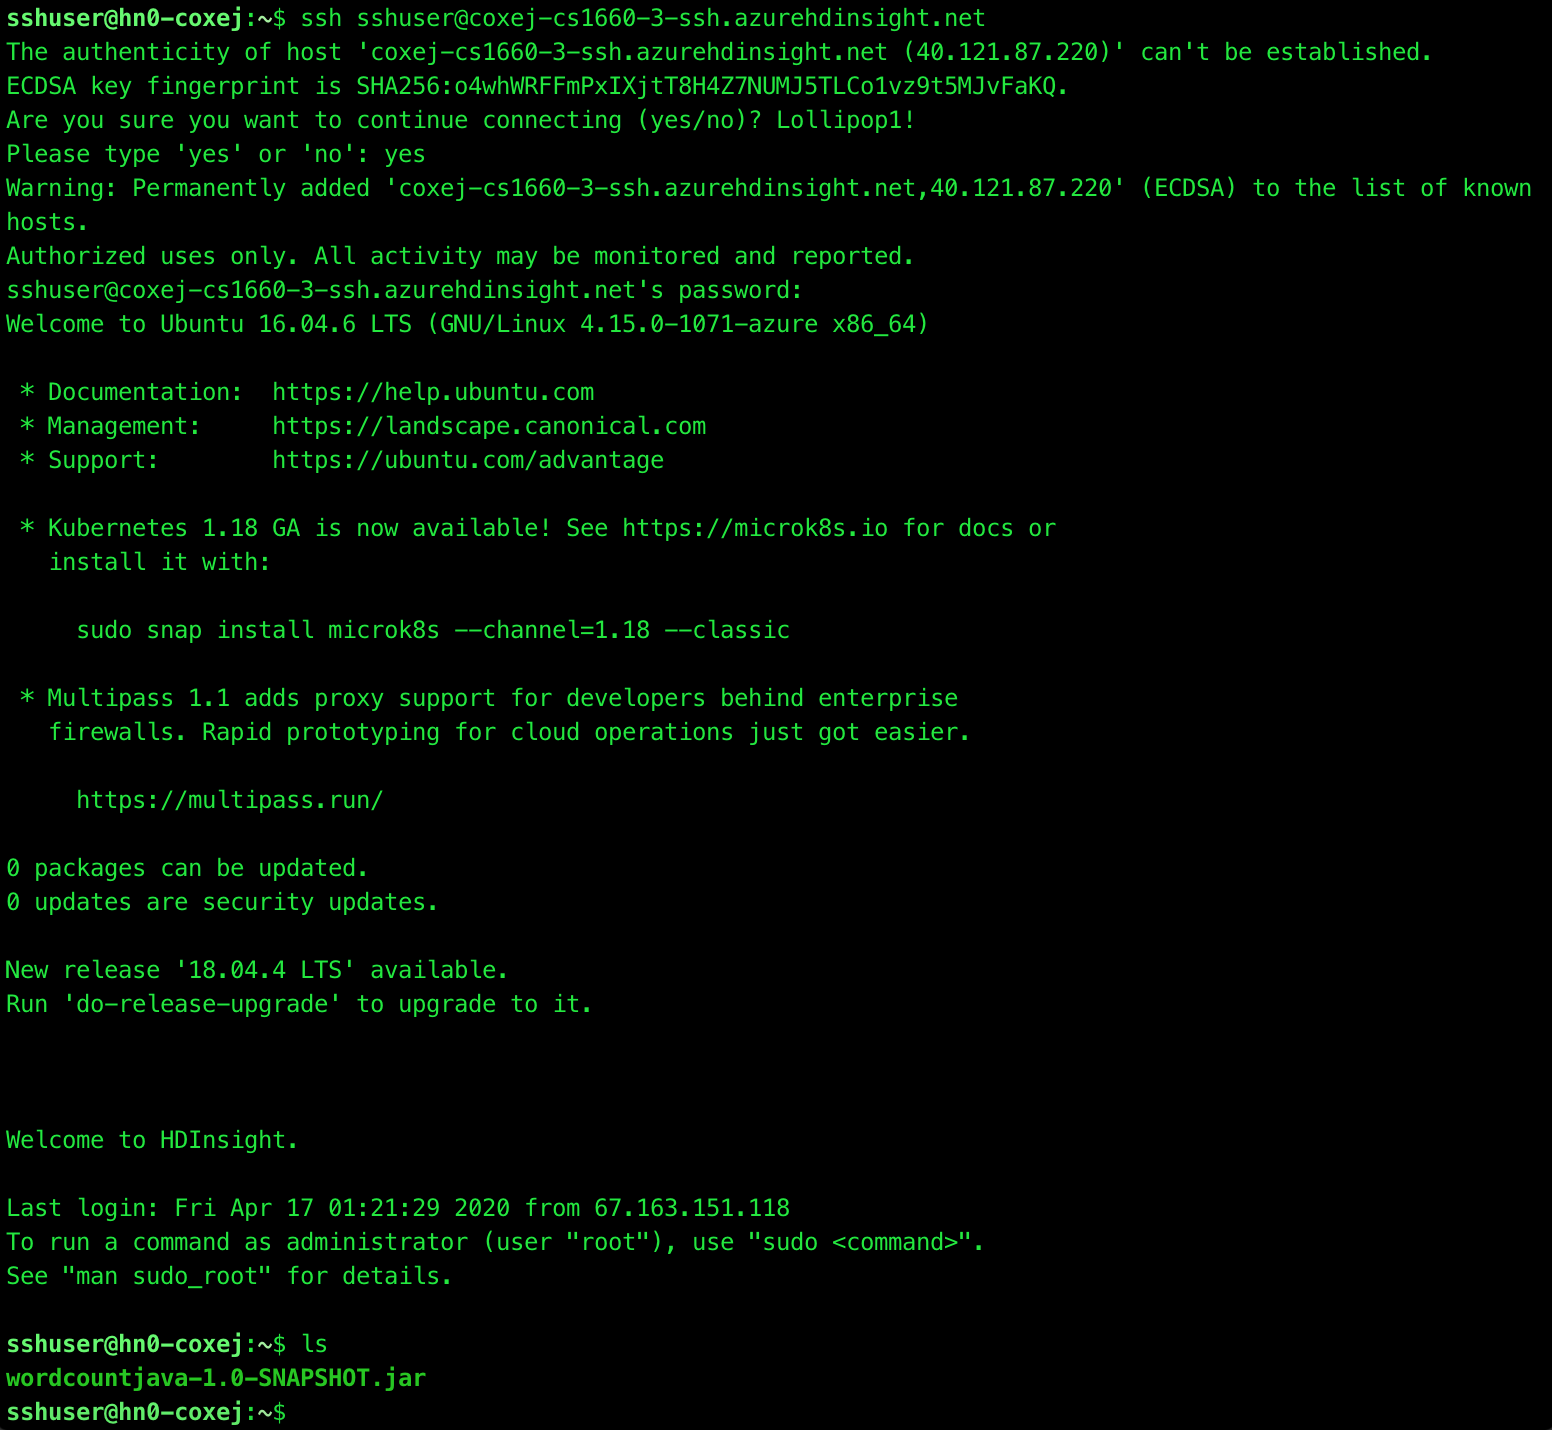 sshuser@hn0-coxej:~$ ssh sshuser@coxej-cs1660-3-ssh.azurehdinsight.net
The authenticity of host 'coxej-cs1660-3-ssh.azurehdinsight.net (40.121.87.220)' can't be established.
ECDSA key fingerprint is SHA256:o4whWRFFmPxIXjtT8H4Z7NUMJ5TLCo1vz9t5MJvFaKQ.
Are you sure you want to continue connecting (yes/no)? Lollipop1!
Please type 'yes' or 'no': yes
Warning: Permanently added 'coxej-cs1660-3-ssh.azurehdinsight.net,40.121.87.220' (ECDSA) to the list of known
hosts.
Authorized uses only. All activity may be monitored and reported.
sshuser@coxej-cs1660-3-ssh.azurehdinsight.net's password:
Welcome to Ubuntu 16.04.6 LTS (GNU/Linux 4.15.0-1071-azure x86_64)

 * Documentation:  https://help.ubuntu.com
 * Management:     https://landscape.canonical.com
 * Support:        https://ubuntu.com/advantage

 * Kubernetes 1.18 GA is now available! See https://microk8s.io for docs or
   install it with:

     sudo snap install microk8s --channel=1.18 --classic

 * Multipass 1.1 adds proxy support for developers behind enterprise
   firewalls. Rapid prototyping for cloud operations just got easier.

     https://multipass.run/

0 packages can be updated.
0 updates are security updates.

New release '18.04.4 LTS' available.
Run 'do-release-upgrade' to upgrade to it.

Welcome to HDInsight.

Last login: Fri Apr 17 01:21:29 2020 from 67.163.151.118
To run a command as administrator (user "root"), use "sudo <command>".
See "man sudo_root" for details.

sshuser@hn0-coxej:~$ ls
wordcountjava-1.0-SNAPSHOT.jar
sshuser@hn0-coxej:~$